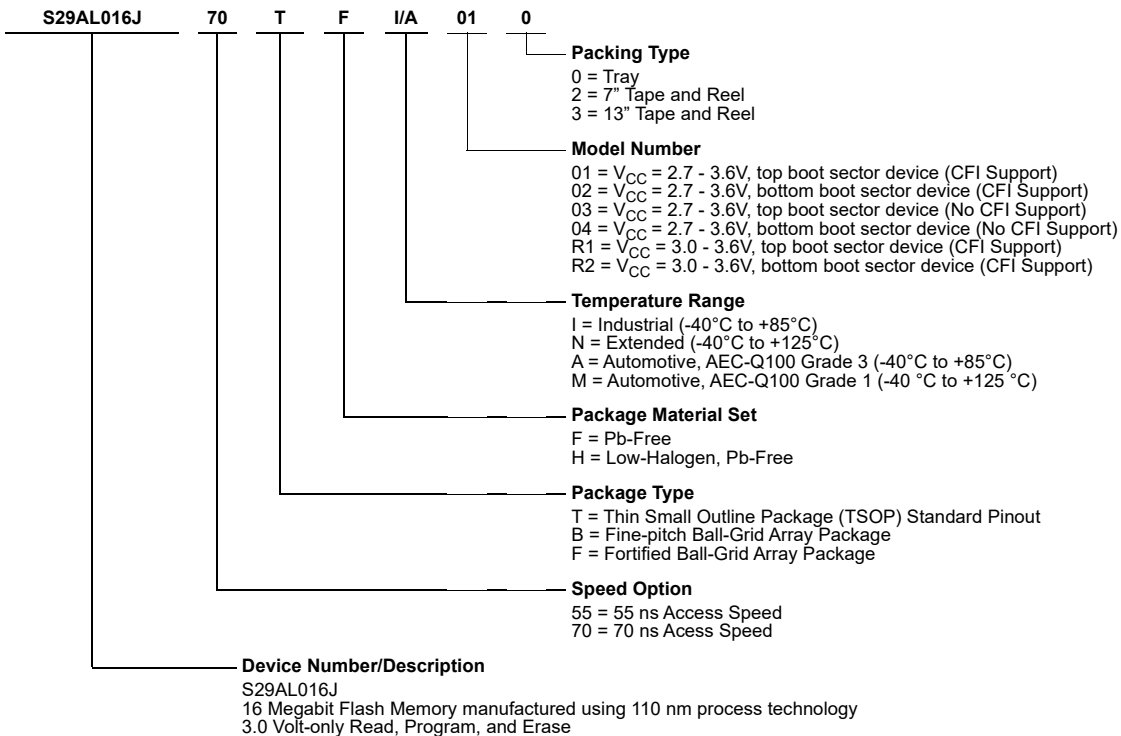 S29AL016J 70 T F I/A 01 0
Packing Type
0 = Tray
2 = 7” Tape and Reel
3 = 13” Tape and Reel
Model Number
01 = VCC = 2.7 - 3.6V, top boot sector device (CFI Support)
02 = VCC = 2.7 - 3.6V, bottom boot sector device (CFI Support)
03 = VCC = 2.7 - 3.6V, top boot sector device (No CFI Support)
04 = VCC = 2.7 - 3.6V, bottom boot sector device (No CFI Support)
R1 = VCC = 3.0 - 3.6V, top boot sector device (CFI Support)
R2 = VCC = 3.0 - 3.6V, bottom boot sector device (CFI Support)
Temperature Range
I = Industrial (-40°C to +85°C)
N = Extended (-40°C to +125°C)
A = Automotive, AEC-Q100 Grade 3 (-40°C to +85°C)
M = Automotive, AEC-Q100 Grade 1 (-40 °C to +125 °C)
Package Material Set
F = Pb-Free
H = Low-Halogen, Pb-Free
Package Type
T = Thin Small Outline Package (TSOP) Standard Pinout
B = Fine-pitch Ball-Grid Array Package
F = Fortified Ball-Grid Array Package
Speed Option
55 = 55 ns Access Speed
70 = 70 ns Acess Speed
Device Number/Description
S29AL016J
16 Megabit Flash Memory manufactured using 110 nm process technology
3.0 Volt-only Read, Program, and Erase